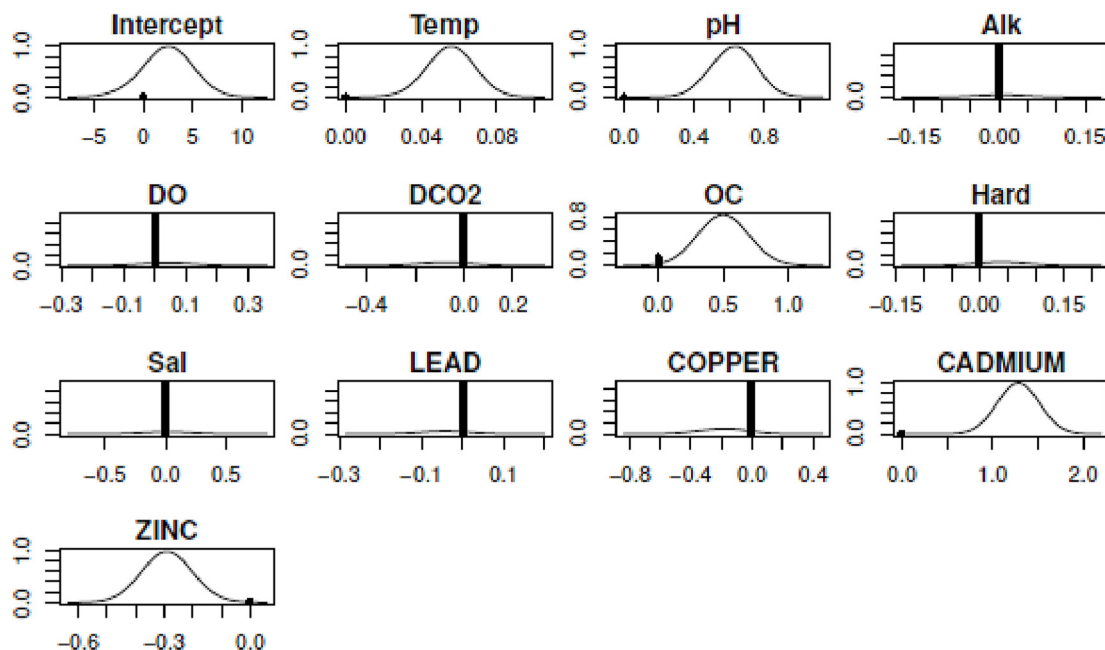 Intercept Temp pH Alk
0.0 1.0 0.0 1.0 0.0 1.0 0.0
−5 0 5 10 0.00 0.04 0.08 0.0 0.4 0.8 −0.15 0.00 0.15
DO DCO2 OC Hard
0.0 0.0 0.0 0.8 0.0
−0.3 −0.1 0.1 0.3 −0.4 0.0 0.2 0.0 0.5 1.0 −0.15 0.00 0.15
Sal LEAD COPPER CADMIUM
0.0 0.0 0.0 0.0 1.0
−0.5 0.0 0.5 −0.3 −0.1 0.1 −0.8 −0.4 0.0 0.4 0.0 1.0 2.0
ZINC
0.0 1.0
−0.6 −0.3 0.0